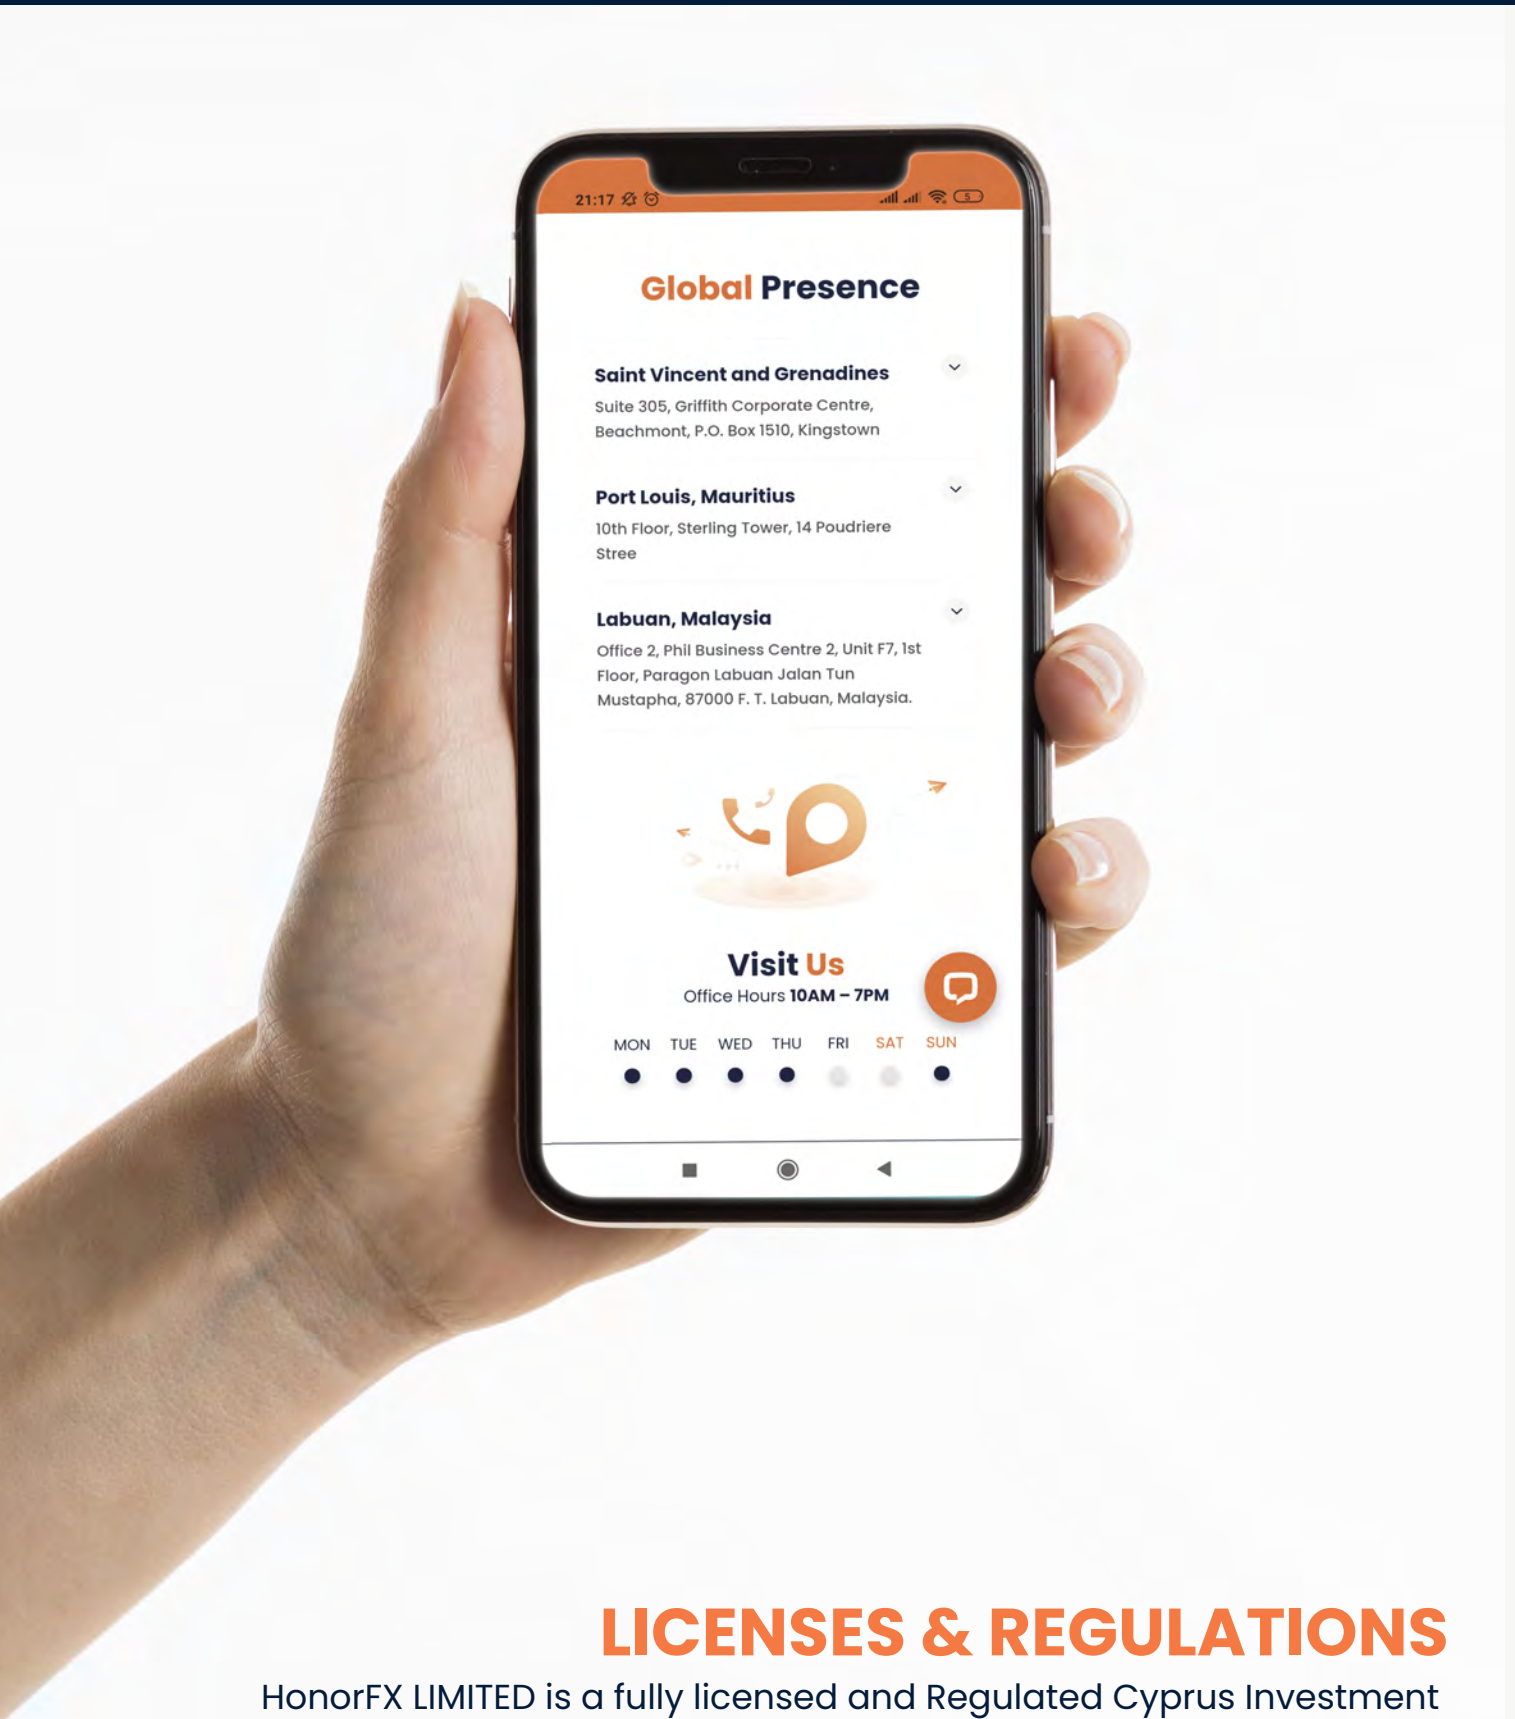 21:17
5
Global Presence
Saint Vincent and Grenadines
Suite 305, Griffith Corporate Centre,
Beachmont, P.O. Box 1510, Kingstown
Port Louis, Mauritius
10th Floor, Sterling Tower, 14 Poudriere
Stree
Labuan, Malaysia
Office 2, Phil Business Centre 2, Unit F7, 1st
Floor, Paragon Labuan Jalan Tun
Mustapha, 87000 F. T. Labuan, Malaysia.
Visit Us
Office Hours 10AM – 7PM
MON TUE WED THU FRI SAT SUN
LICENSES & REGULATIONS
HonorFX LIMITED is a fully licensed and Regulated Cyprus Investment